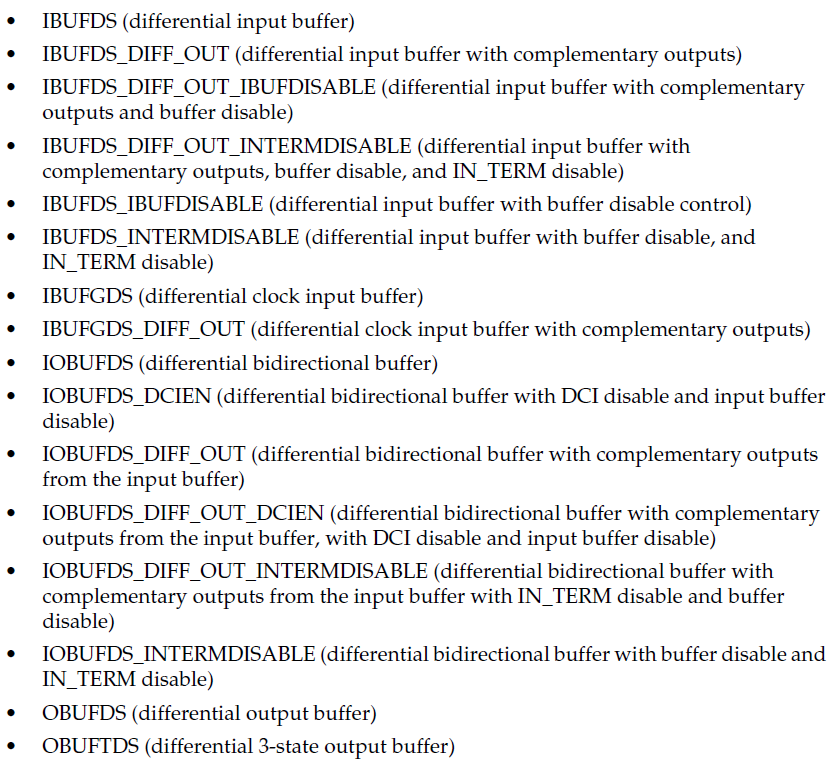 • IBUFDS (differential input buffer)
• IBUFDS_DIFF_OUT (differential input buffer with complementary outputs)
• IBUFDS_DIFF_OUT_IBUFDISABLE (differential input buffer with complementary
outputs and buffer disable)
• IBUFDS_DIFF_OUT_INTERMDISABLE (differential input buffer with
complementary outputs, buffer disable, and IN_TERM disable)
• IBUFDS_IBUFDISABLE (differential input buffer with buffer disable control)
• IBUFDS_INTERMDISABLE (differential input buffer with buffer disable, and
IN_TERM disable)
• IBUFGDS (differential clock input buffer)
• IBUFGDS_DIFF_OUT (differential clock input buffer with complementary outputs)
• IOBUFDS (differential bidirectional buffer)
• IOBUFDS_DCIEN (differential bidirectional buffer with DCI disable and input buffer
disable)
• IOBUFDS_DIFF_OUT (differential bidirectional buffer with complementary outputs
from the input buffer)
• IOBUFDS_DIFF_OUT_DCIEN (differential bidirectional buffer with complementary
outputs from the input buffer, with DCI disable and input buffer disable)
• IOBUFDS_DIFF_OUT_INTERMDISABLE (differential bidirectional buffer with
complementary outputs from the input buffer with IN_TERM disable and buffer
disable)
• IOBUFDS_INTERMDISABLE (differential bidirectional buffer with buffer disable and
IN_TERM disable)
• OBUFDS (differential output buffer)
• OBUFTDS (differential 3-state output buffer)